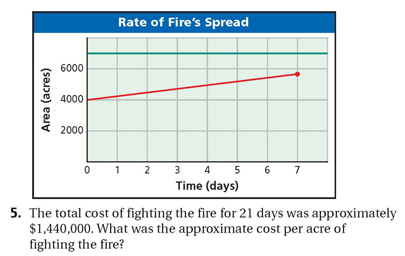 Rate of Fire's Spread
Area (acres)
6000
4000
2000
0 1 2 3 4 5 6 7
Time (days)
5. The total cost of fighting the fire for 21 days was approximately
$1,440,000. What was the approximate cost per acre of
fighting the fire?